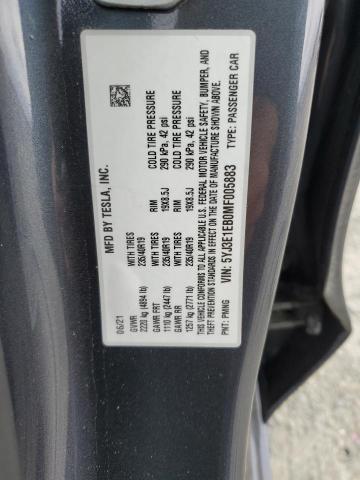 MFD BY TESLA, INC.
06/21
GVWR WITH TIRES RIM COLD TIRE PRESSURE
2220 kg (4894 lb) 235/40R19 19X8.5J 290 kPa, 42 psi
GAWR FRT WITH TIRES RIM COLD TIRE PRESSURE
1110 kg (2447 lb) 235/40R19 19X8.5J 290 kPa, 42 psi
GAWR RR
1257 kg (2771 lb)
THIS VEHICLE CONFORMS TO ALL APPLICABLE U.S. FEDERAL MOTOR VEHICLE SAFETY, BUMPER, AND
THEFT PREVENTION STANDARDS IN EFFECT ON THE DATE OF MANUFACTURE SHOWN ABOVE.
VIN: 5YJ3E1EB0MF005883
PNT: PMNG TYPE: PASSENGER CAR